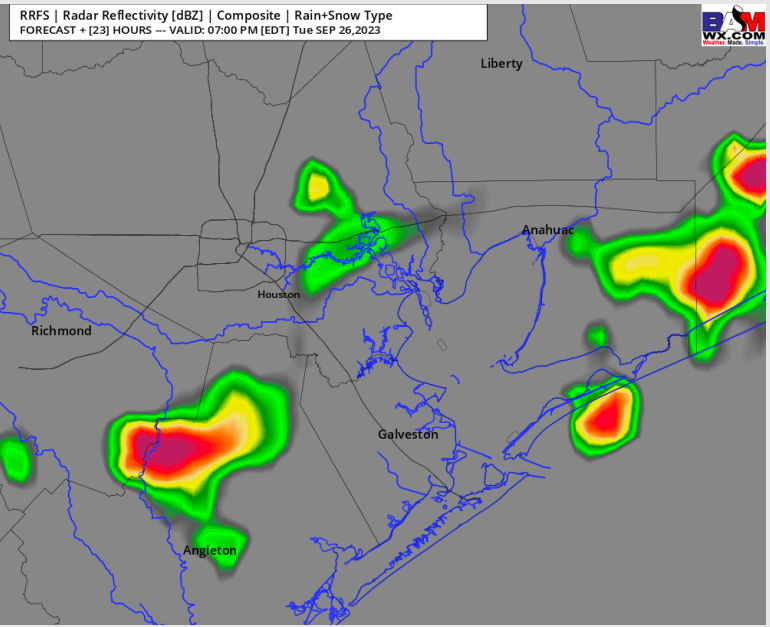 RRFS | Radar Reflectivity [dBZ] | Composite | Rain+Snow Type
FORECAST + [23] HOURS --- VALID: 07:00 PM [EDT] Tue SEP 26,2023
BAM
WX.COM
Weather. Made. Simple.
Liberty
Anahuac
Houston
Richmond
Galveston
Angleton